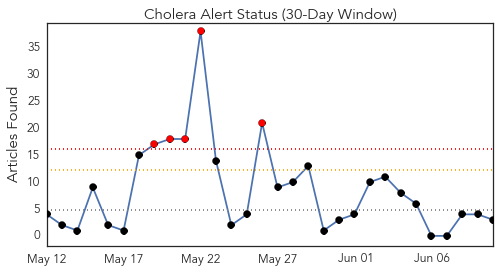 Cholera Alert Status (30-Day Window)
Articles Found
35
30
25
20
15
10
5
0
May 12 May 17 May 22 May 27 Jun 01 Jun 06